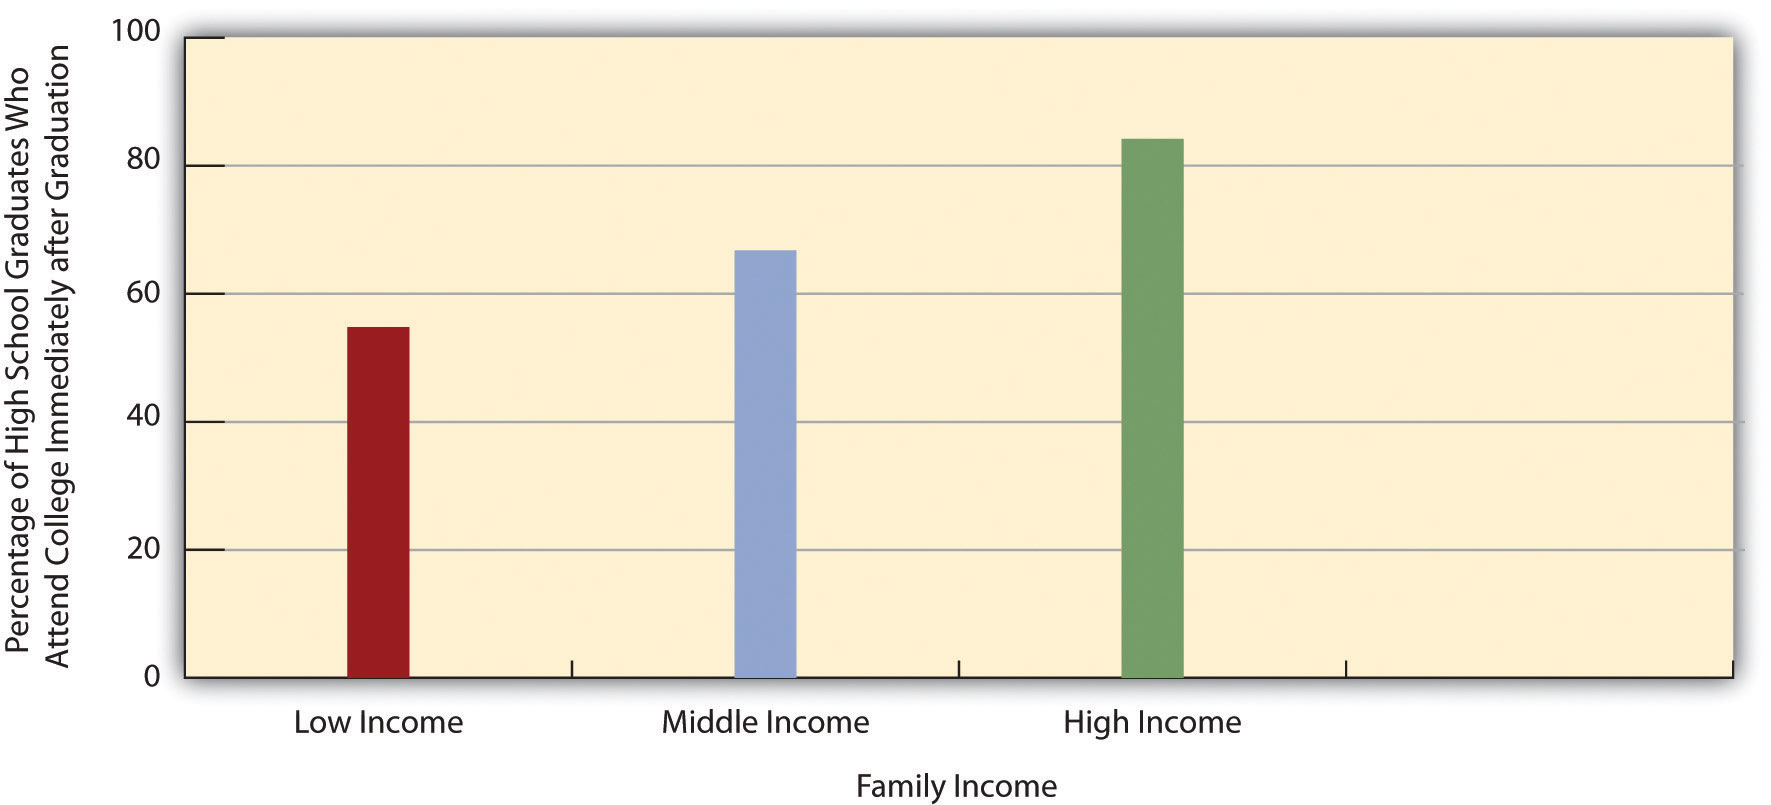 Percentage of High School Graduates Who
Attend College Immediately after Graduation
100
80
60
40
20
0
Low Income
Middle Income
High Income
Family Income